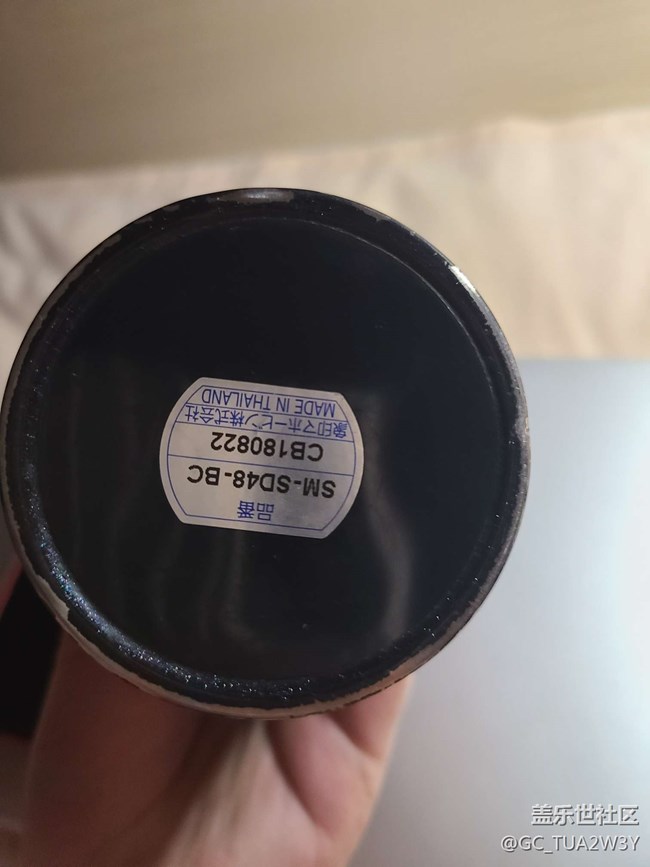 品番
SM-SD48-BC
CB180822
象印マホービン株式会社
MADE IN THAILAND
盖乐世社区
@GC_TUA2W3Y